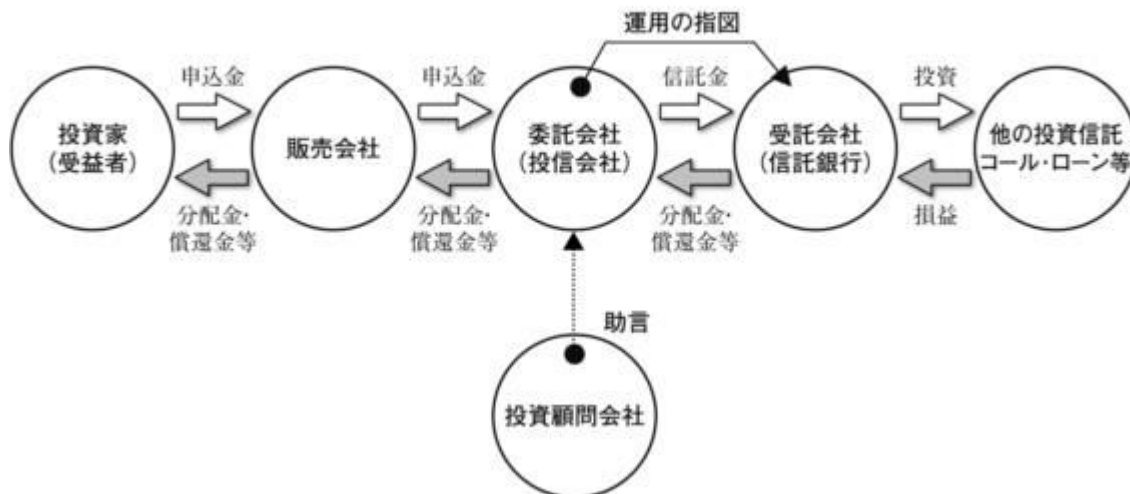 運用の指図
申込金
申込金
信託金
投資
投資家
(受益者)
販売会社
委託会社
(投信会社)
受託会社
(信託銀行)
他の投資信託
コール・ローン等
分配金・
償還金等
分配金・
償還金等
分配金・
償還金等
損益
助言
投資顧問会社